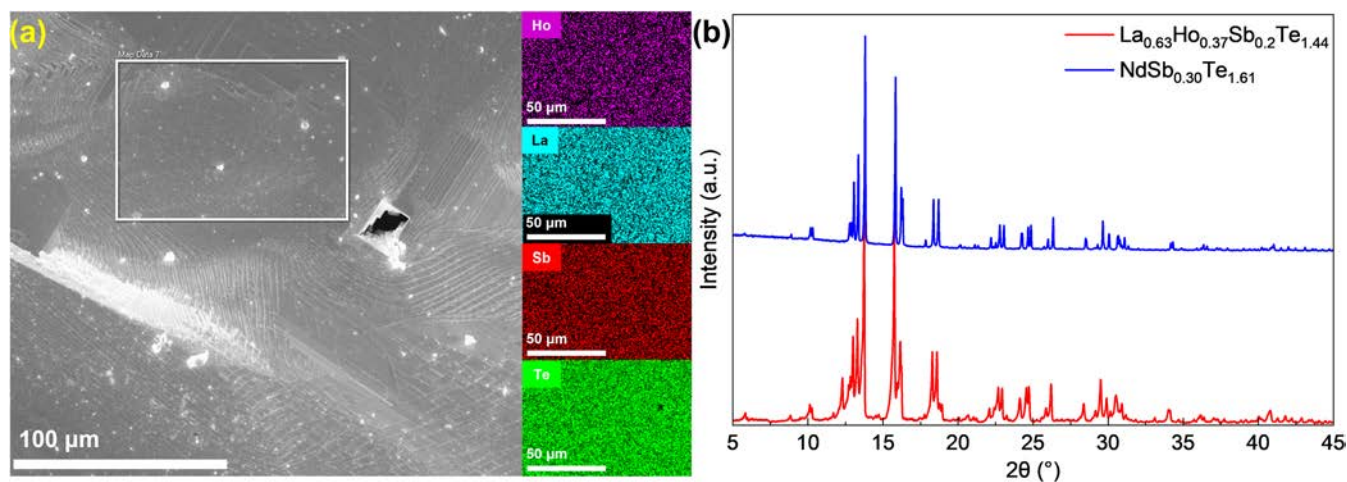 (a)
Map Data 7
100 µm
Ho
50 µm
La
50 µm
Sb
50 µm
Te
50 µm
(b)
La0.63Ho0.37Sb0.2Te1.44
NdSb0.30Te1.61
Intensity (a.u.)
5 10 15 20 25 30 35 40 45
2θ (°)